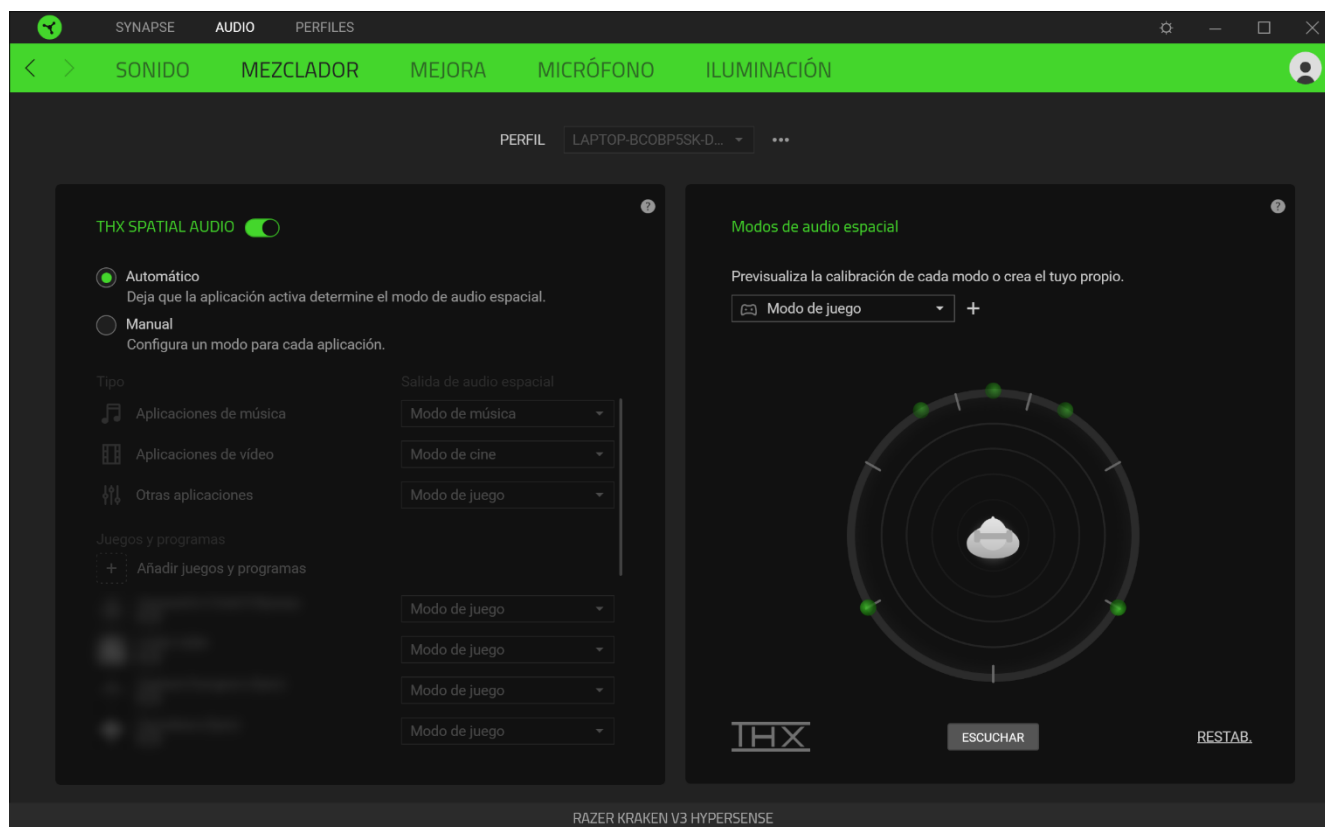 SYNAPSE AUDIO PERFILES
SONIDO MEZCLADOR MEJORA MICRÓFONO ILUMINACIÓN
PERFIL LAPTOP-BCOBP5SK-D... •••
THX SPATIAL AUDIO
?
Automático
Deja que la aplicación activa determine el modo de audio espacial.
Manual
Configura un modo para cada aplicación.
Tipo Salida de audio espacial
Aplicaciones de música Modo de música
Aplicaciones de vídeo Modo de cine
Otras aplicaciones Modo de juego
Juegos y programas
+ Añadir juegos y programas
Modo de juego
Modo de juego
Modo de juego
Modo de juego
?
Modos de audio espacial
Previsualiza la calibración de cada modo o crea el tuyo propio.
Modo de juego +
THX ESCUCHAR RESTAB.
RAZER KRAKEN V3 HYPERSENSE